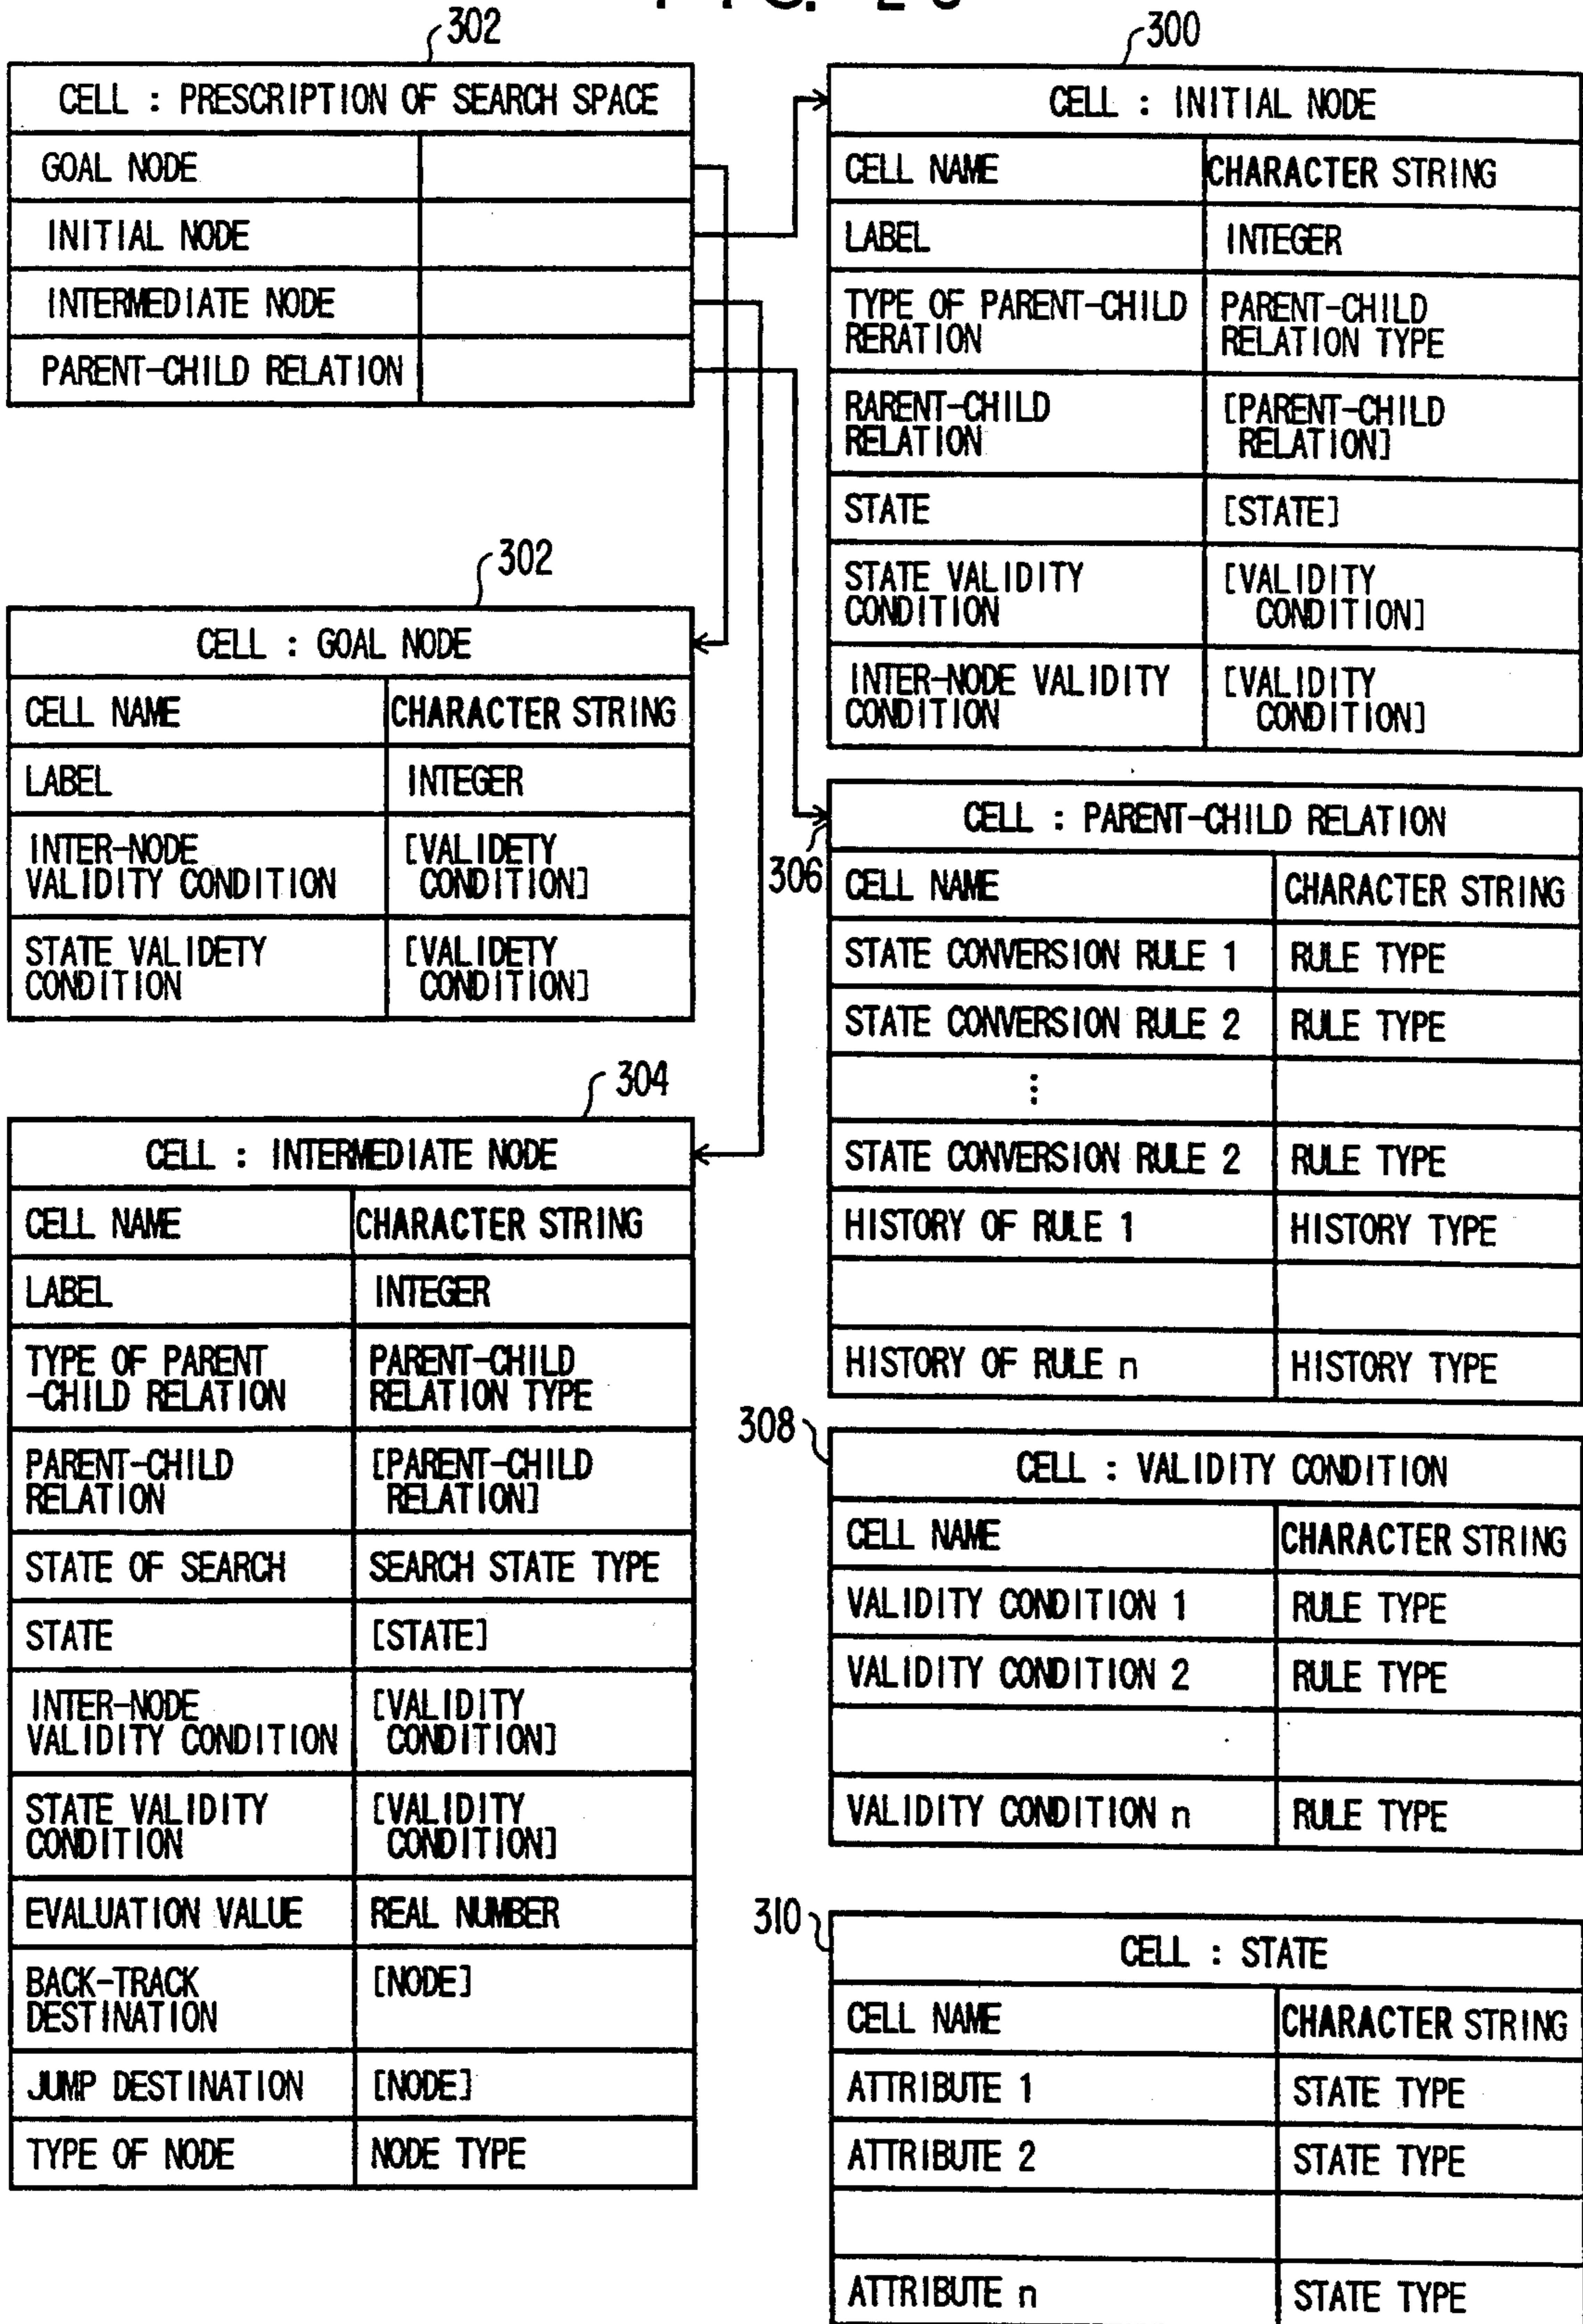 302
CELL : PRESCRIPTION OF SEARCH SPACE
GOAL NODE
INITIAL NODE
INTERMEDIATE NODE
PARENT-CHILD RELATION
302
CELL : GOAL NODE
CELL NAME CHARACTER STRING
LABEL INTEGER
INTER-NODE [VALIDETY
VALIDITY CONDITION CONDITION]
STATE VALIDETY [VALIDETY
CONDITION CONDITION]
304
CELL : INTERMEDIATE NODE
CELL NAME CHARACTER STRING
LABEL INTEGER
TYPE OF PARENT PARENT-CHILD
-CHILD RELATION RELATION TYPE
PARENT-CHILD [PARENT-CHILD
RELATION RELATION]
STATE OF SEARCH SEARCH STATE TYPE
STATE [STATE]
INTER-NODE [VALIDITY
VALIDITY CONDITION CONDITION]
STATE VALIDITY [VALIDITY
CONDITION CONDITION]
EVALUATION VALUE REAL NUMBER
BACK-TRACK [NODE]
DESTINATION
JUMP DESTINATION [NODE]
TYPE OF NODE NODE TYPE
300
CELL : INITIAL NODE
CELL NAME CHARACTER STRING
LABEL INTEGER
TYPE OF PARENT-CHILD PARENT-CHILD
RERATION RELATION TYPE
RARENT-CHILD [PARENT-CHILD
RELATION RELATION]
STATE [STATE]
STATE VALIDITY [VALIDITY
CONDITION CONDITION]
INTER-NODE VALIDITY [VALIDITY
CONDITION CONDITION]
306
CELL : PARENT-CHILD RELATION
CELL NAME CHARACTER STRING
STATE CONVERSION RULE 1 RULE TYPE
STATE CONVERSION RULE 2 RULE TYPE
⋮
STATE CONVERSION RULE 2 RULE TYPE
HISTORY OF RULE 1 HISTORY TYPE
HISTORY OF RULE n HISTORY TYPE
308
CELL : VALIDITY CONDITION
CELL NAME CHARACTER STRING
VALIDITY CONDITION 1 RULE TYPE
VALIDITY CONDITION 2 RULE TYPE
VALIDITY CONDITION n RULE TYPE
310
CELL : STATE
CELL NAME CHARACTER STRING
ATTRIBUTE 1 STATE TYPE
ATTRIBUTE 2 STATE TYPE
ATTRIBUTE n STATE TYPE